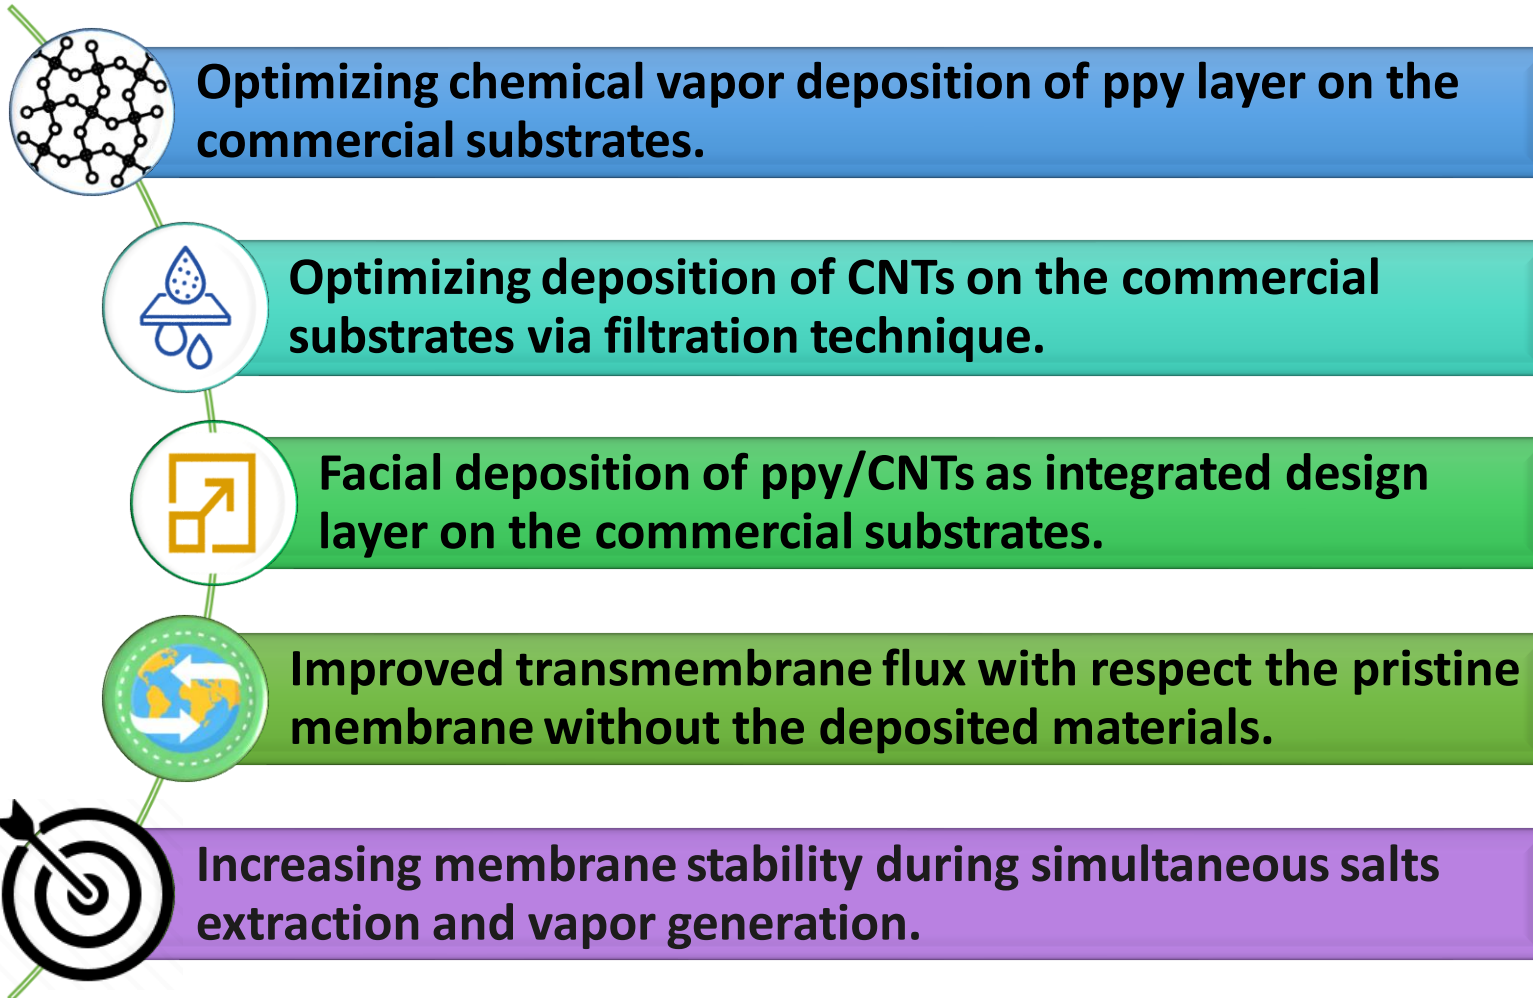 Optimizing chemical vapor deposition of ppy layer on the
commercial substrates.
Optimizing deposition of CNTs on the commercial
substrates via filtration technique.
Facial deposition of ppy/CNTs as integrated design
layer on the commercial substrates.
Improved transmembrane flux with respect the pristine
membrane without the deposited materials.
Increasing membrane stability during simultaneous salts
extraction and vapor generation.